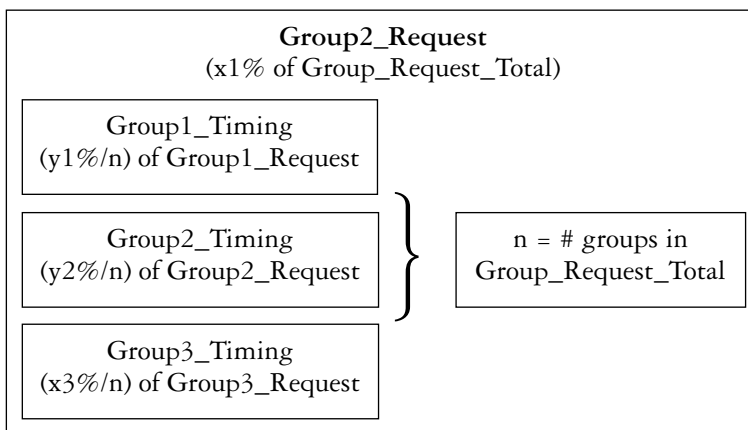 Group2_Request
(x1% of Group_Request_Total)
Group1_Timing
(y1%/n) of Group1_Request
Group2_Timing
(y2%/n) of Group2_Request
Group3_Timing
(x3%/n) of Group3_Request
n = # groups in
Group_Request_Total